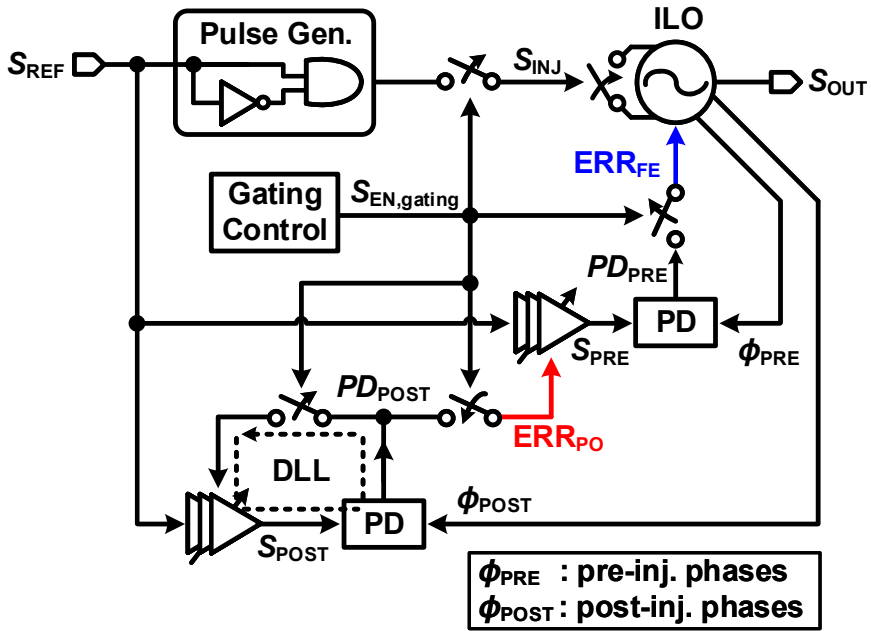 ILO
Pulse Gen.
S_REF
S_INJ
S_OUT
ERR_FE
Gating
Control
S_EN,gating
PD_PRE
PD
S_PRE
ϕ_PRE
PD_POST
ERR_PO
DLL
PD
ϕ_POST
S_POST
ϕ_PRE : pre-inj. phases
ϕ_POST : post-inj. phases